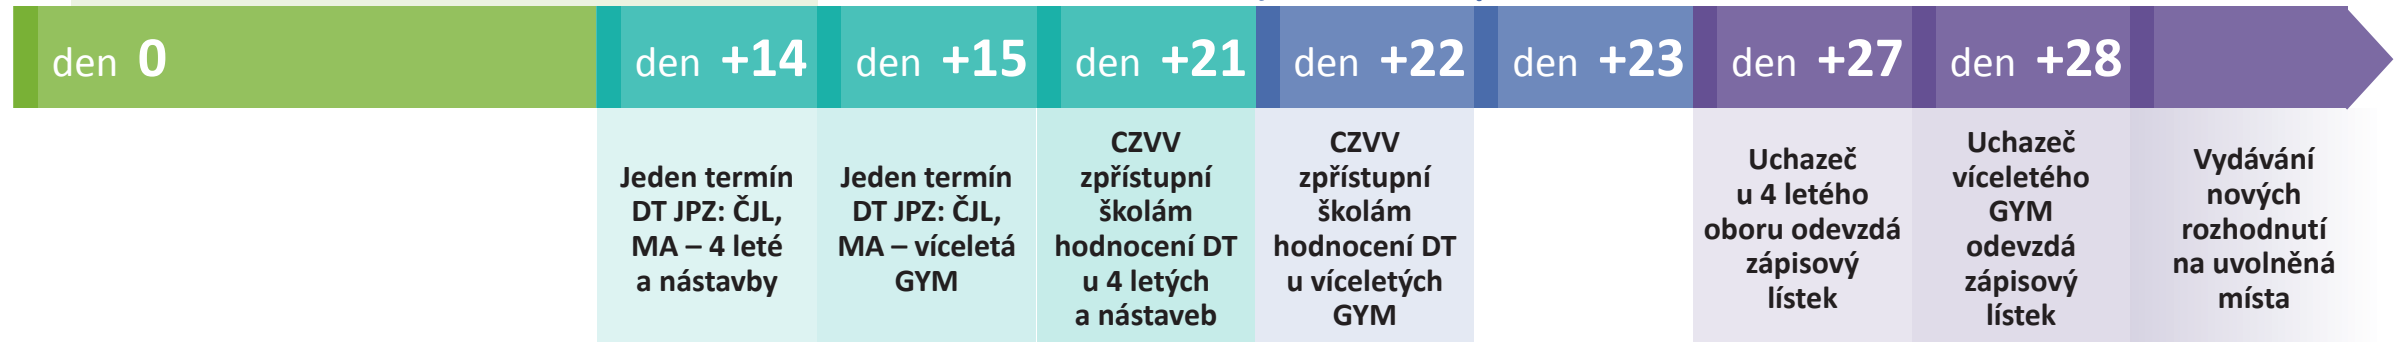 den 0
den +14
den +15
den +21
den +22
den +23
den +27
den +28
Jeden termín
DT JPZ: ČJL,
MA – 4 leté
a nástavby
Jeden termín
DT JPZ: ČJL,
MA – víceletá
GYM
CZVV
zpřístupní
školám
hodnocení DT
u 4 letých
a nástaveb
CZVV
zpřístupní
školám
hodnocení DT
u víceletých
GYM
Uchazeč
u 4 letého
oboru odevzdá
zápisový
lístek
Uchazeč
víceletého
GYM
odevzdá
zápisový
lístek
Vydávání
nových
rozhodnutí
na uvolněná
místa